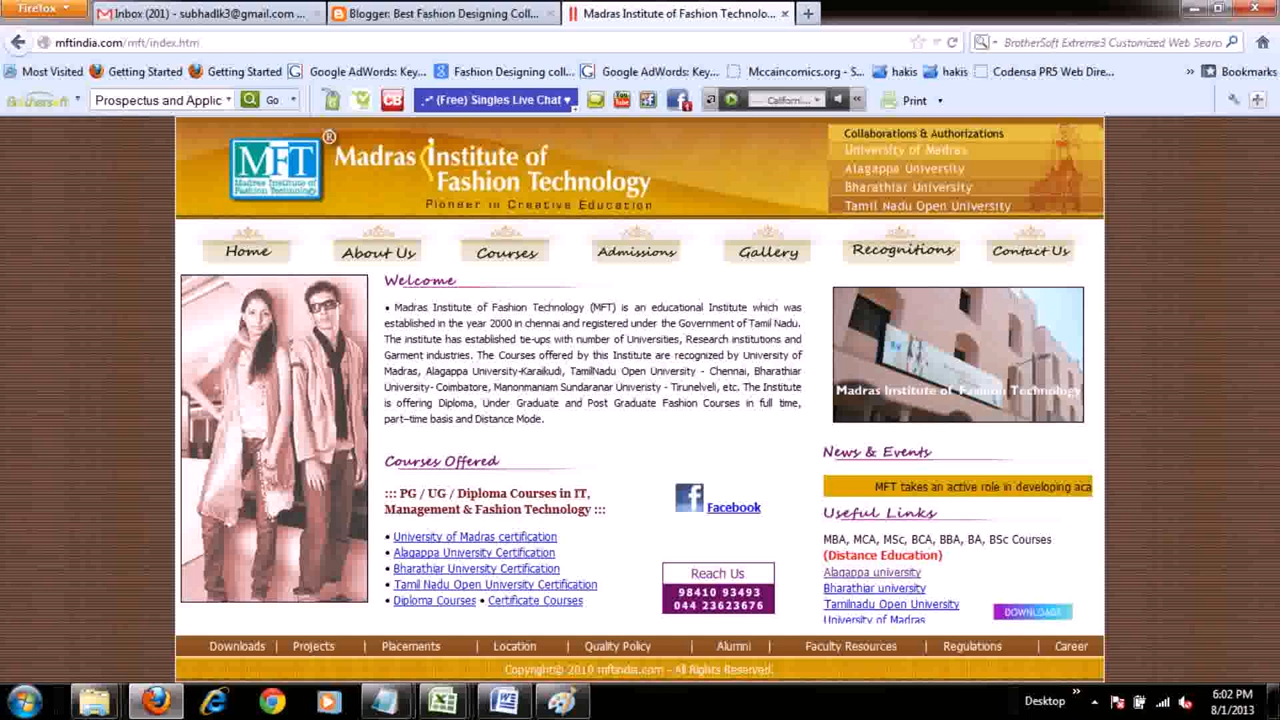 Firefox
Inbox (201) - subhadlk3@gmail.com ...
Blogger: Best Fashion Designing Coll...
Madras Institute of Fashion Technolo...
mftindia.com/mft/index.htm
BrotherSoft Extreme3 Customized Web Search
Most Visited
Getting Started
Getting Started
Google AdWords: Key...
Fashion Designing coll...
Google AdWords: Key...
Mccaincomics.org - S...
hakis
hakis
Codensa PR5 Web Dire...
»
Bookmarks
Prospectus and Applic
Go
CB
(Free) Singles Live Chat
You Tube
Californi...
Print
MFT
Madras Institute of
Fashion Technology
®
Madras Institute of
Fashion Technology
Pioneer in Creative Education
Collaborations & Authorizations
University of Madras
Alagappa University
Bharathiar University
Tamil Nadu Open University
Home
About Us
Courses
Admissions
Gallery
Recognitions
Contact Us
Welcome
• Madras Institute of Fashion Technology (MFT) is an educational Institute which was
established in the year 2000 in chennai and registered under the Government of Tamil Nadu.
The institute has established tie-ups with number of Universities, Research institutions and
Garment industries. The Courses offered by this Institute are recognized by University of
Madras, Alagappa University-Karaikudi, TamilNadu Open University - Chennai, Bharathiar
University- Coimbatore, Manonmaniam Sundaranar Univeristy - Tirunelveli, etc. The Institute
is offering Diploma, Under Graduate and Post Graduate Fashion Courses in full time,
part–time basis and Distance Mode.
Madras Institute of Fashion Technology
Courses Offered
::: PG / UG / Diploma Courses in IT,
Management & Fashion Technology :::
• University of Madras certification
• Alagappa University Certification
• Bharathiar University Certification
• Tamil Nadu Open University Certification
• Diploma Courses • Certificate Courses
Facebook
Reach Us
98410 93493
044 23623676
News & Events
MFT takes an active role in developing aca
Useful Links
MBA, MCA, MSc, BCA, BBA, BA, BSc Courses
(Distance Education)
Alagappa university
Bharathiar university
Tamilnadu Open University
University of Madras
DOWNLOADS
Downloads | Projects | Placements | Location | Quality Policy | Alumni | Faculty Resources | Regulations | Career
Copyright© 2010 mftindia.com - All Rights Reserved.
Desktop
»
6:02 PM
8/1/2013